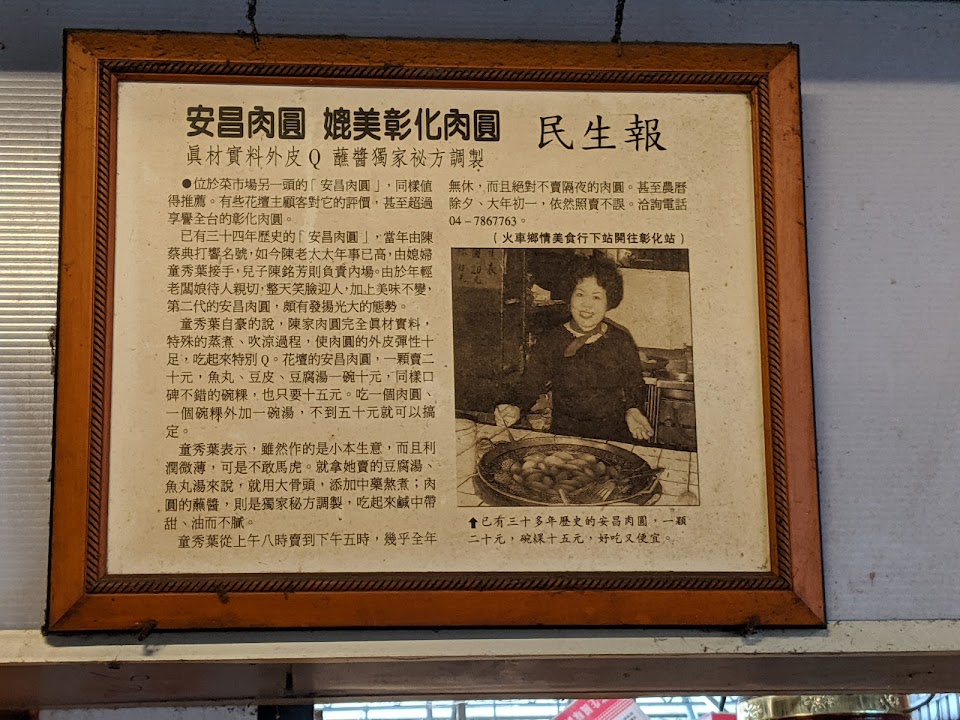 安昌肉圓 媲美彰化肉圓
民生報
眞材實料外皮Q 蘸醬獨家祕方調製
●位於菜市場另一頭的「安昌肉圓」,同樣值
得推薦。有些花壇主顧客對它的評價,甚至超過
享譽全台的彰化肉圓。
已有三十四年歷史的「安昌肉圓」,當年由陳
蔡典打響名號,如今陳老太太年事已高,由媳婦
童秀葉接手,兒子陳銘芳則負責內場。由於年輕
老闆娘待人親切,整天笑臉迎人,加上美味不變,
第二代的安昌肉圓,頗有發揚光大的態勢。
童秀葉自豪的說,陳家肉圓完全眞材實料,
特殊的蒸煮、吹涼過程,使肉圓的外皮彈性十
足,吃起來特別Q。花壇的安昌肉圓,一顆賣二
十元,魚丸、豆皮、豆腐湯一碗十元,同樣口
碑不錯的碗粿,也只要十五元。吃一個肉圓、
一個碗粿外加一碗湯,不到五十元就可以搞
定。
童秀葉表示,雖然作的是小本生意,而且利
潤微薄,可是不敢馬虎。就拿她賣的豆腐湯、
魚丸湯來說,就用大骨頭,添加中藥熬煮;肉
圓的蘸醬,則是獨家秘方調製,吃起來鹹中帶
甜、油而不膩。
童秀葉從上午八時賣到下午五時,幾乎全年
無休,而且絕對不賣隔夜的肉圓。甚至農曆
除夕、大年初一,依然照賣不誤。洽詢電話
04-7867763。
(火車鄉情美食行下站開往彰化站)
⬆已有三十多年歷史的安昌肉圓,一顆
二十元,碗粿十五元,好吃又便宜。